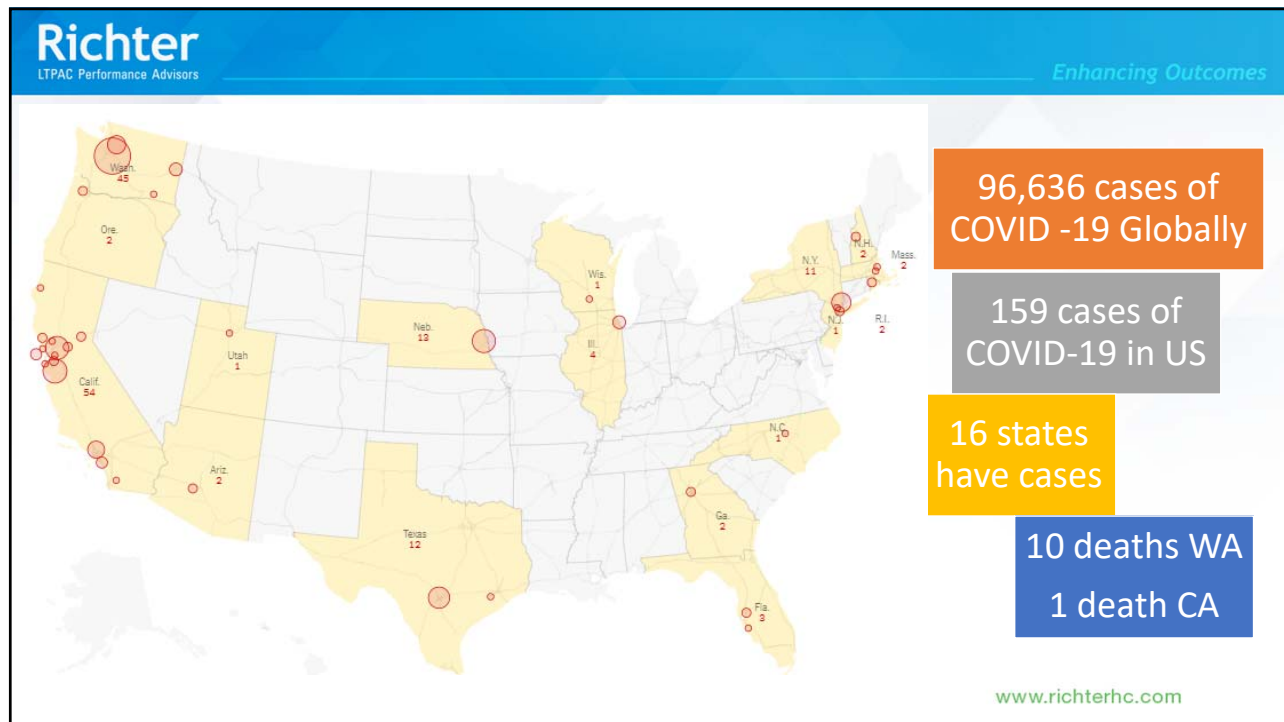 Richter
LTPAC Performance Advisors
Enhancing Outcomes
Wash.
45
Ore.
2
Calif.
54
Utah
1
Ariz.
2
Neb.
13
Texas
12
Wis.
1
Ill.
4
N.Y.
11
N.H.
2
Mass.
2
R.I.
2
N.J.
1
N.C.
1
Ga.
2
Fla.
3
96,636 cases of
COVID -19 Globally
159 cases of
COVID-19 in US
16 states
have cases
10 deaths WA
1 death CA
www.richterhc.com